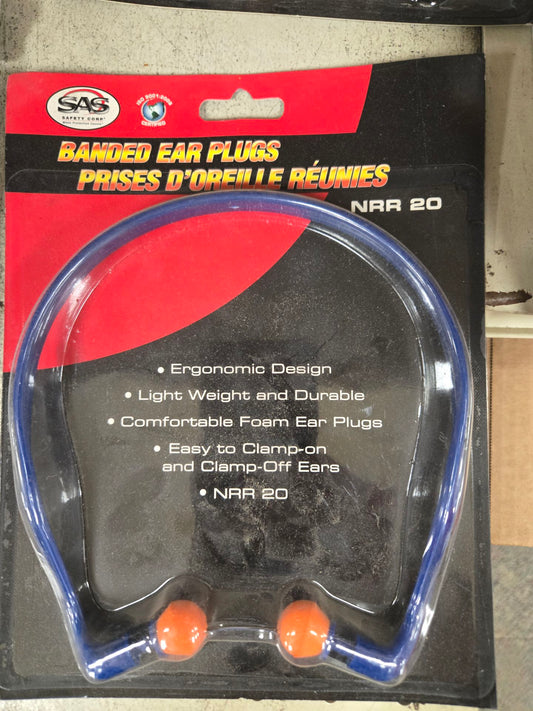 SAS
SAFETY CORP
ISO 9001:2008
CERTIFIED
BANDED EAR PLUGS
PRISES D'OREILLE RÉUNIES
NRR 20
• Ergonomic Design
• Light Weight and Durable
• Comfortable Foam Ear Plugs
• Easy to Clamp-on
and Clamp-Off Ears
• NRR 20